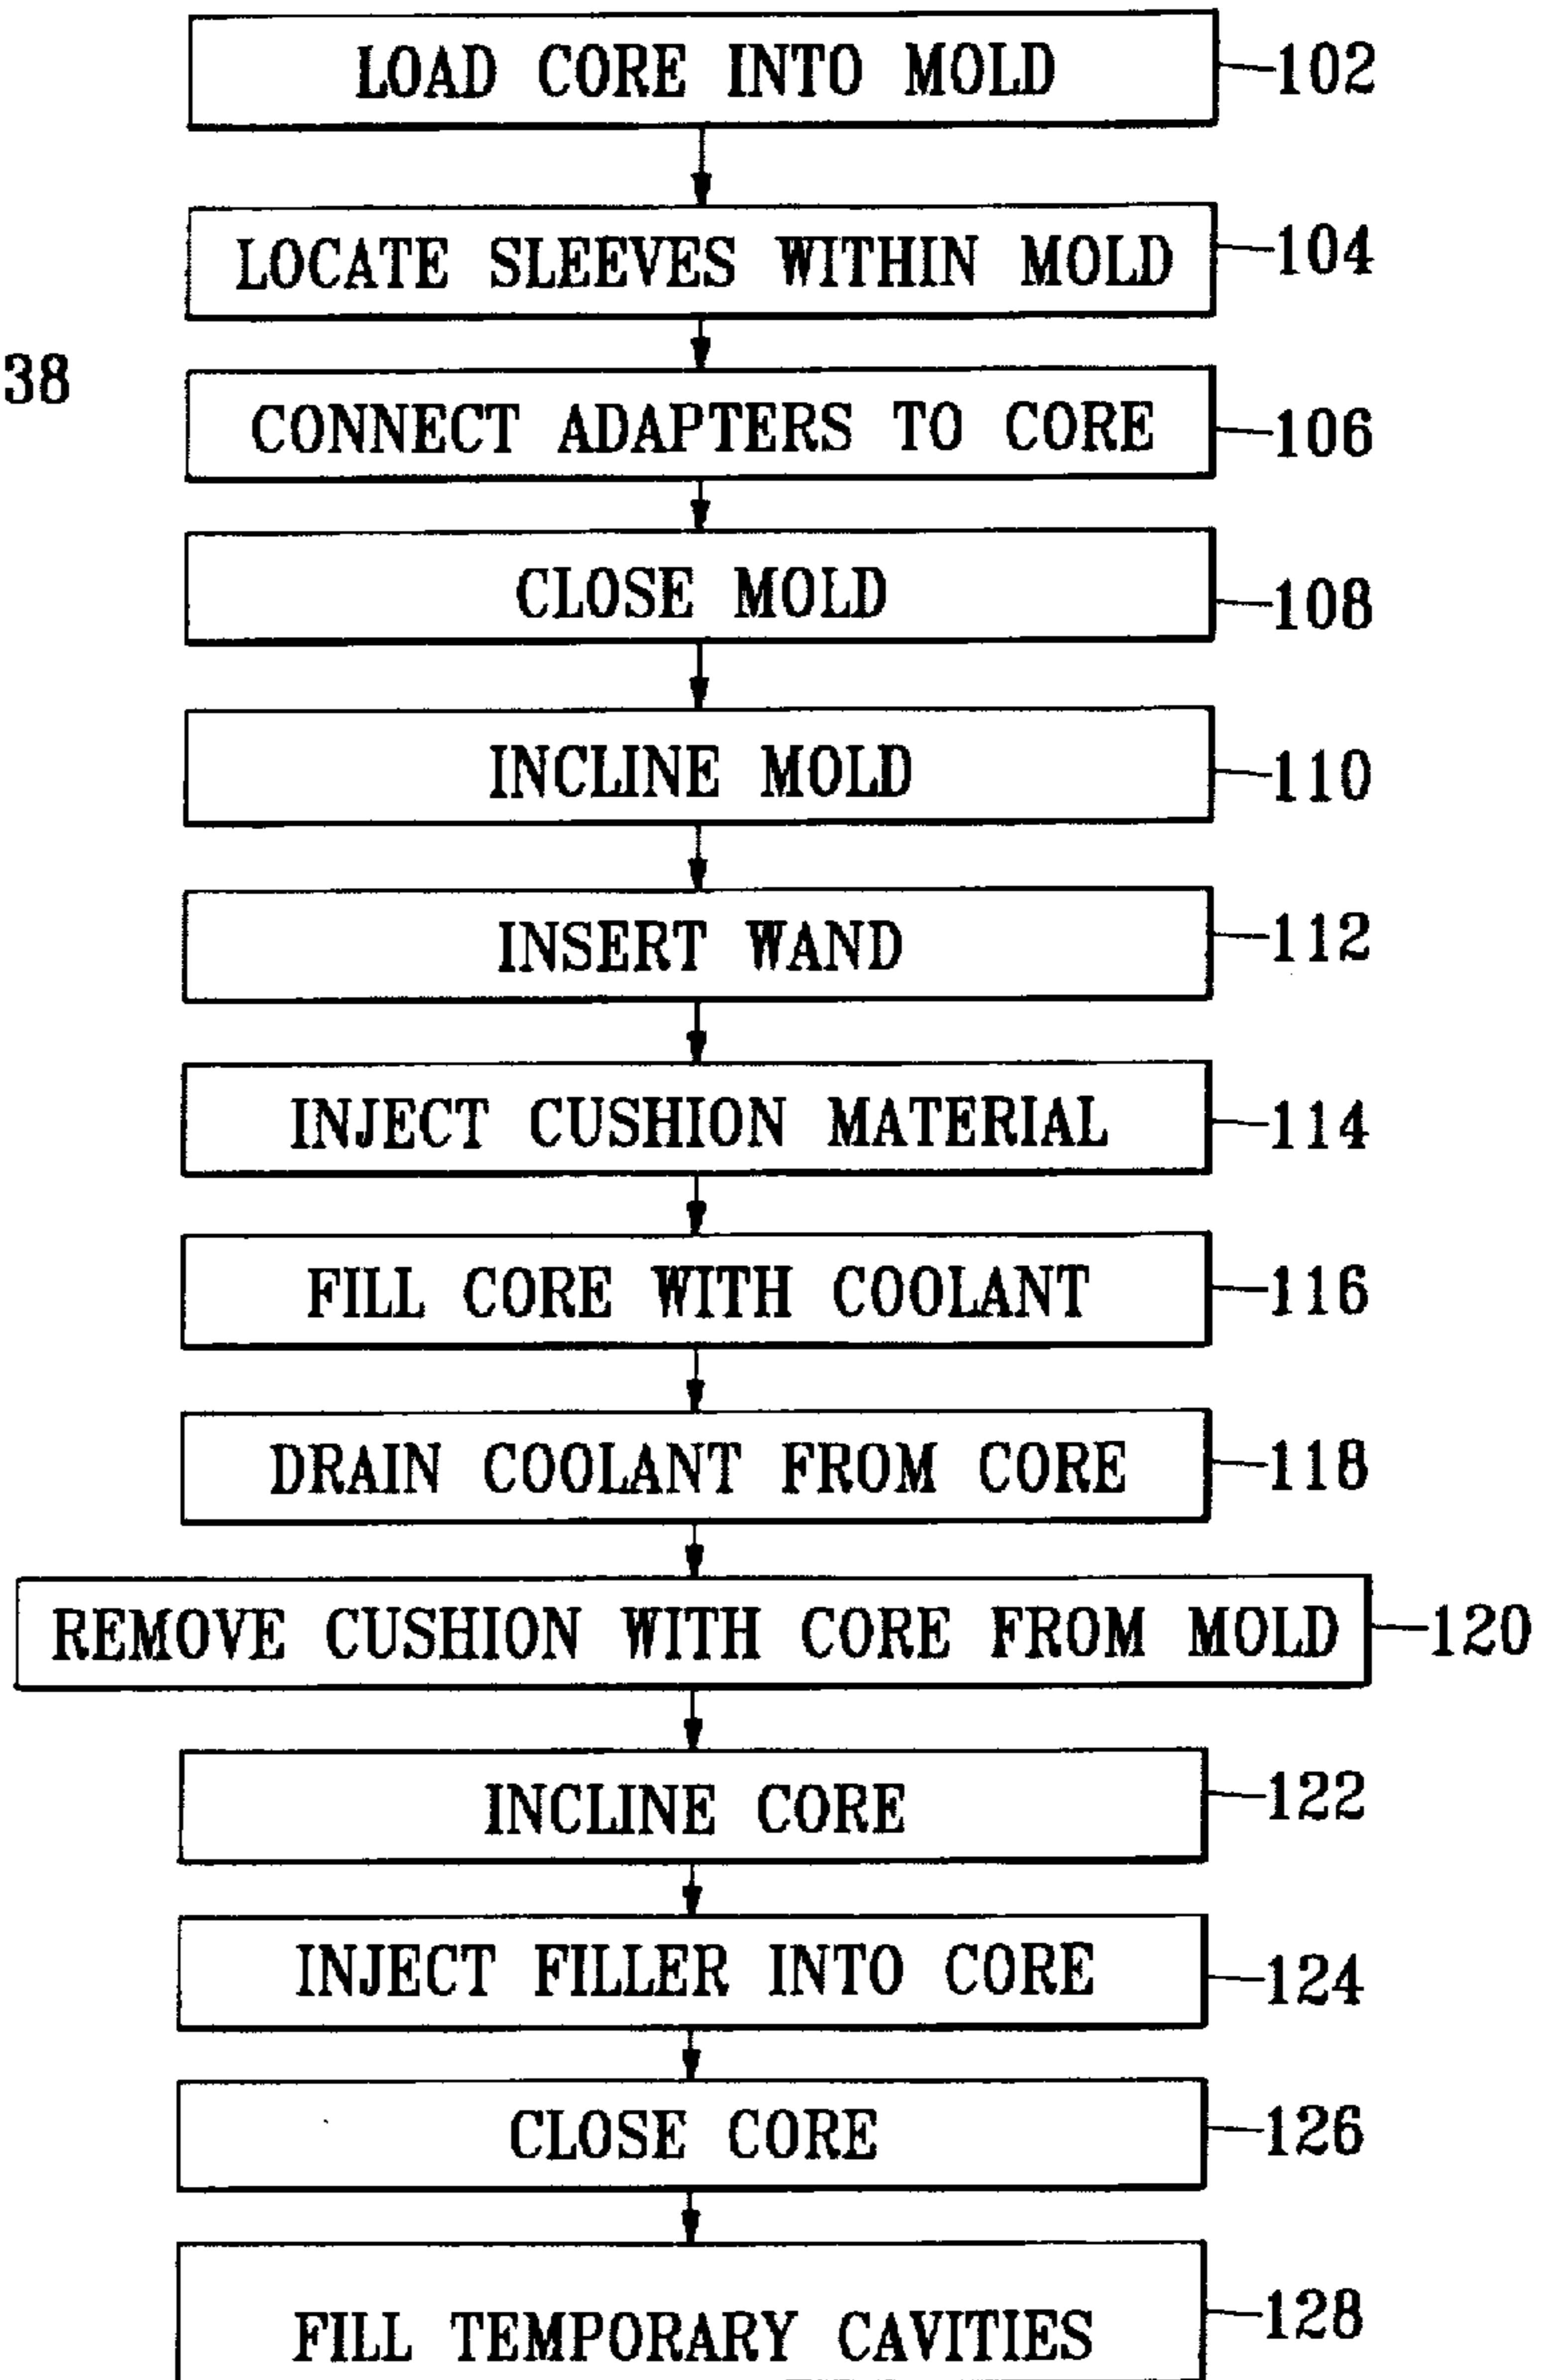 LOAD CORE INTO MOLD 102
LOCATE SLEEVES WITHIN MOLD 104
38
CONNECT ADAPTERS TO CORE 106
CLOSE MOLD 108
INCLINE MOLD 110
INSERT WAND 112
INJECT CUSHION MATERIAL 114
FILL CORE WITH COOLANT 116
DRAIN COOLANT FROM CORE 118
REMOVE CUSHION WITH CORE FROM MOLD 120
INCLINE CORE 122
INJECT FILLER INTO CORE 124
CLOSE CORE 126
FILL TEMPORARY CAVITIES 128